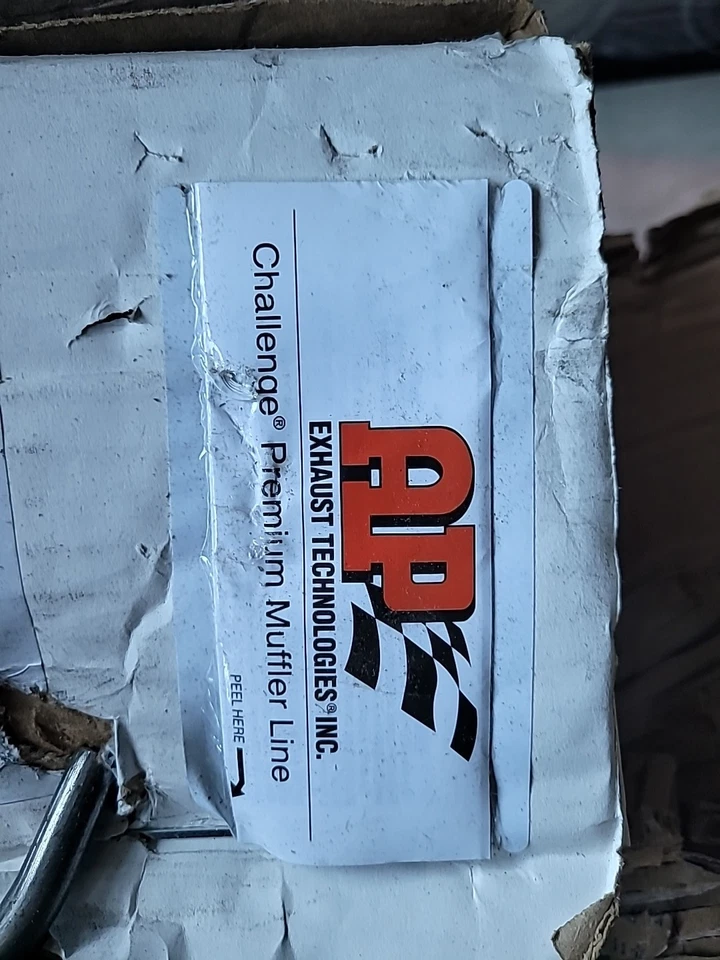 AP
EXHAUST TECHNOLOGIES® INC.
Challenge® Premium Muffler Line
PEEL HERE